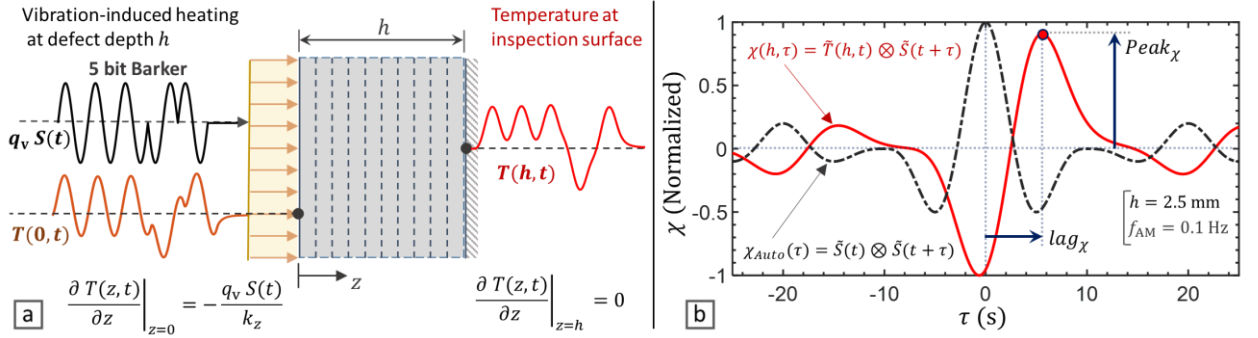 Vibration-induced heating
at defect depth h
5 bit Barker
q_v S(t)
T(0, t)
h
z
Temperature at
inspection surface
T(h, t)
∂ T(z, t)/∂z |z=0 = − q_v S(t)/k_z
∂ T(z, t)/∂z |z=h = 0
a
χ (Normalized)
1
0.5
0
-0.5
-1
χ(h, τ) = T̃(h, t) ⊗ S̃(t + τ)
Peak_χ
lag_χ
χ_Auto(τ) = S̃(t) ⊗ S̃(t + τ)
h = 2.5 mm
f_AM = 0.1 Hz
-20 -10 0 10 20
τ (s)
b